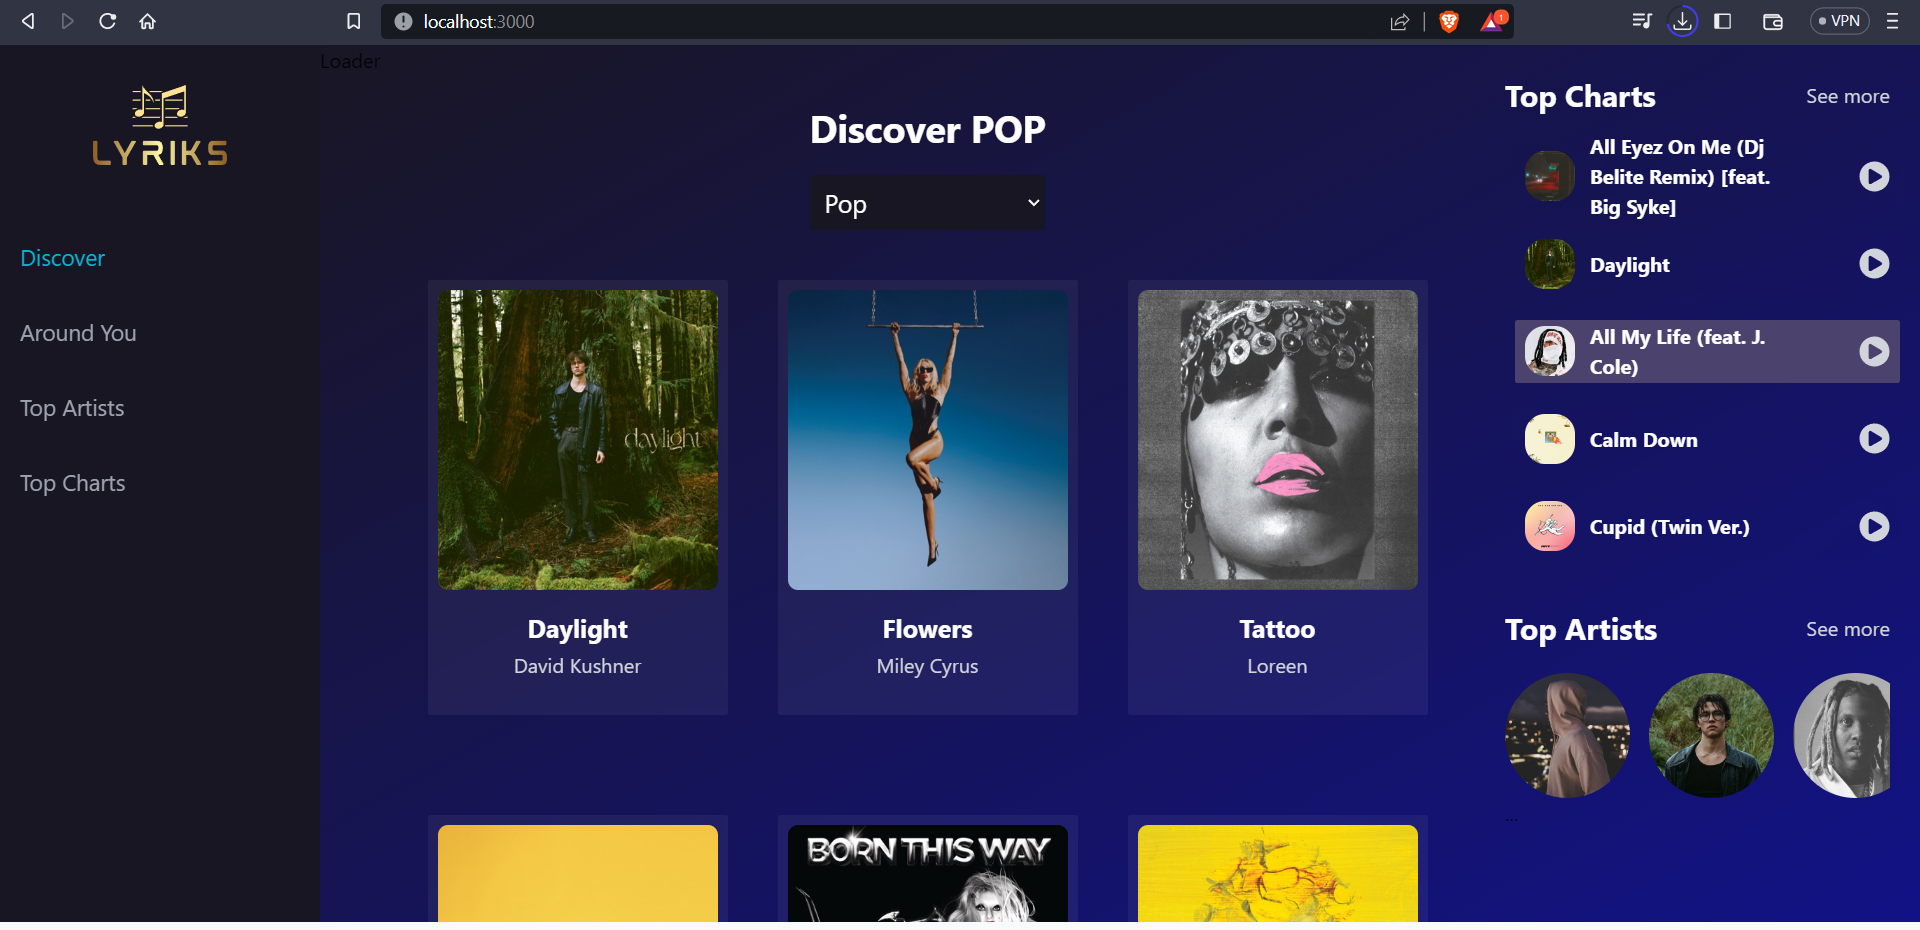 localhost:3000
1
VPN
Loader
LYRIKS
Discover
Around You
Top Artists
Top Charts
Discover POP
Pop
daylight
Daylight
David Kushner
Flowers
Miley Cyrus
Tattoo
Loreen
BORN THIS WAY
Top Charts
See more
All Eyez On Me (Dj
Belite Remix) [feat.
Big Syke]
Daylight
All My Life (feat. J.
Cole)
Calm Down
Cupid (Twin Ver.)
Top Artists
See more
...